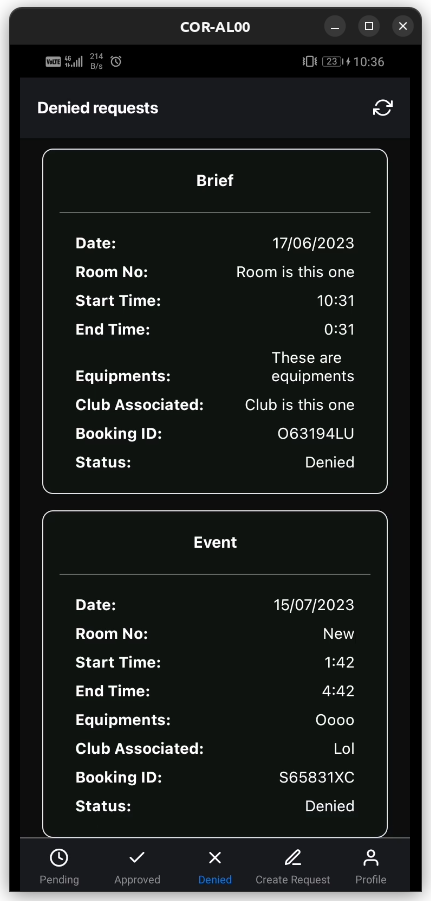 COR-AL00
VoLTE 4G 214 B/s 23 10:36
Denied requests
Brief
Date: 17/06/2023
Room No: Room is this one
Start Time: 10:31
End Time: 0:31
Equipments: These are
equipments
Club Associated: Club is this one
Booking ID: O63194LU
Status: Denied
Event
Date: 15/07/2023
Room No: New
Start Time: 1:42
End Time: 4:42
Equipments: Oooo
Club Associated: Lol
Booking ID: S65831XC
Status: Denied
Pending Approved Denied Create Request Profile